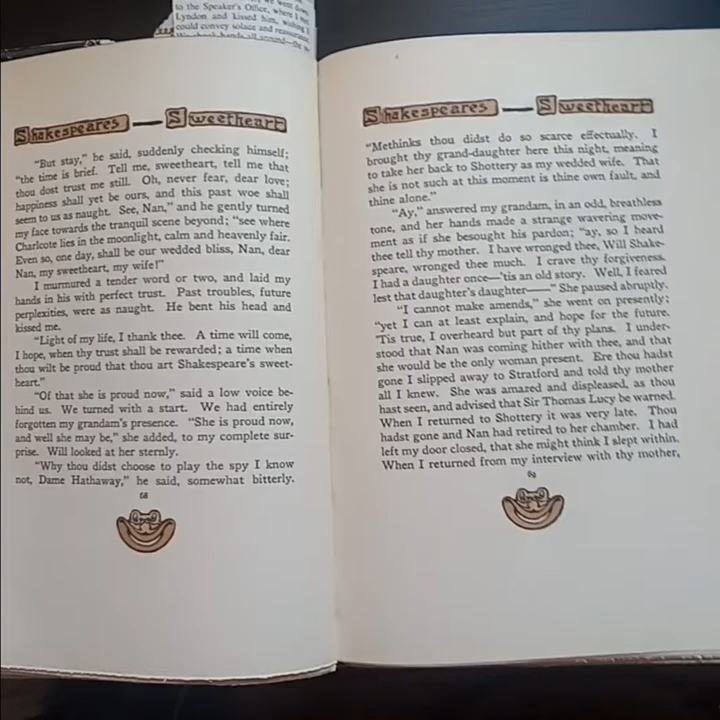 to the Speaker's Office, where I
Lyndon and kissed him, wishing I
could convey solace and reassurance
Shakespeares — Sweetheart
"But stay," he said, suddenly checking himself;
"the time is brief. Tell me, sweetheart, tell me that
thou dost trust me still. Oh, never fear, dear love;
happiness shall yet be ours, and this past woe shall
seem to us as naught. See, Nan," and he gently turned
my face towards the tranquil scene beyond; "see where
Charlcote lies in the moonlight, calm and heavenly fair.
Even so, one day, shall be our wedded bliss, Nan, dear
Nan, my sweetheart, my wife!"
I murmured a tender word or two, and laid my
hands in his with perfect trust. Past troubles, future
perplexities, were as naught. He bent his head and
kissed me.
"Light of my life, I thank thee. A time will come,
I hope, when thy trust shall be rewarded; a time when
thou wilt be proud that thou art Shakespeare's sweet-
heart."
"Of that she is proud now," said a low voice be-
hind us. We turned with a start. We had entirely
forgotten my grandam's presence. "She is proud now,
and well she may be," she added, to my complete sur-
prise. Will looked at her sternly.
"Why thou didst choose to play the spy I know
not, Dame Hathaway," he said, somewhat bitterly.
68
Shakespeares — Sweetheart
"Methinks thou didst do so scarce effectually. I
brought thy grand-daughter here this night, meaning
to take her back to Shottery as my wedded wife. That
she is not such at this moment is thine own fault, and
thine alone."
"Ay," answered my grandam, in an odd, breathless
tone, and her hands made a strange wavering move-
ment as if she besought his pardon; "ay, so I heard
thee tell thy mother. I have wronged thee, Will Shake-
speare, wronged thee much. I crave thy forgiveness.
I had a daughter once—'tis an old story. Well, I feared
lest that daughter's daughter——" She paused abruptly.
"I cannot make amends," she went on presently;
"yet I can at least explain, and hope for the future.
'Tis true, I overheard but part of thy plans. I under-
stood that Nan was coming hither with thee, and that
she would be the only woman present. Ere thou hadst
gone I slipped away to Stratford and told thy mother
all I knew. She was amazed and displeased, as thou
hast seen, and advised that Sir Thomas Lucy be warned.
When I returned to Shottery it was very late. Thou
hadst gone and Nan had retired to her chamber. I had
left my door closed, that she might think I slept within.
When I returned from my interview with thy mother,
69